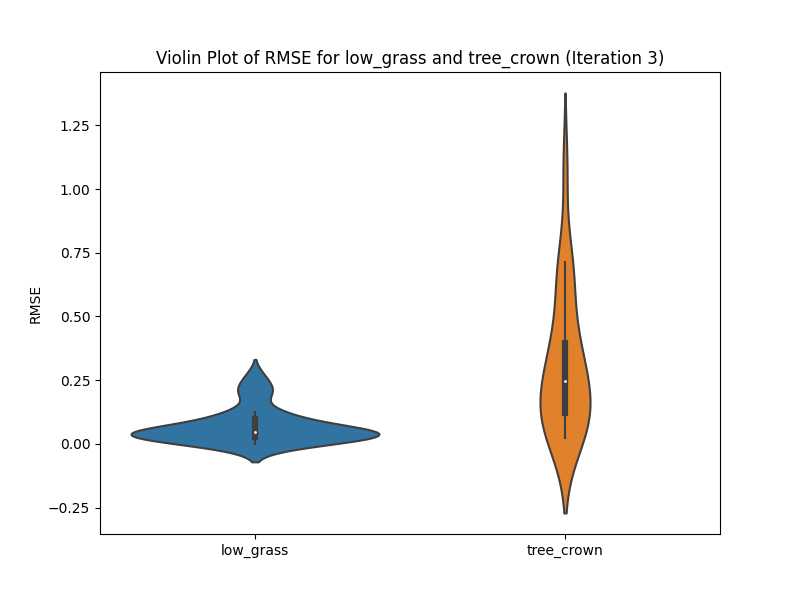 Violin Plot of RMSE for low_grass and tree_crown (Iteration 3)
1.25
1.00
0.75
0.50
0.25
0.00
−0.25
RMSE
low_grass
tree_crown